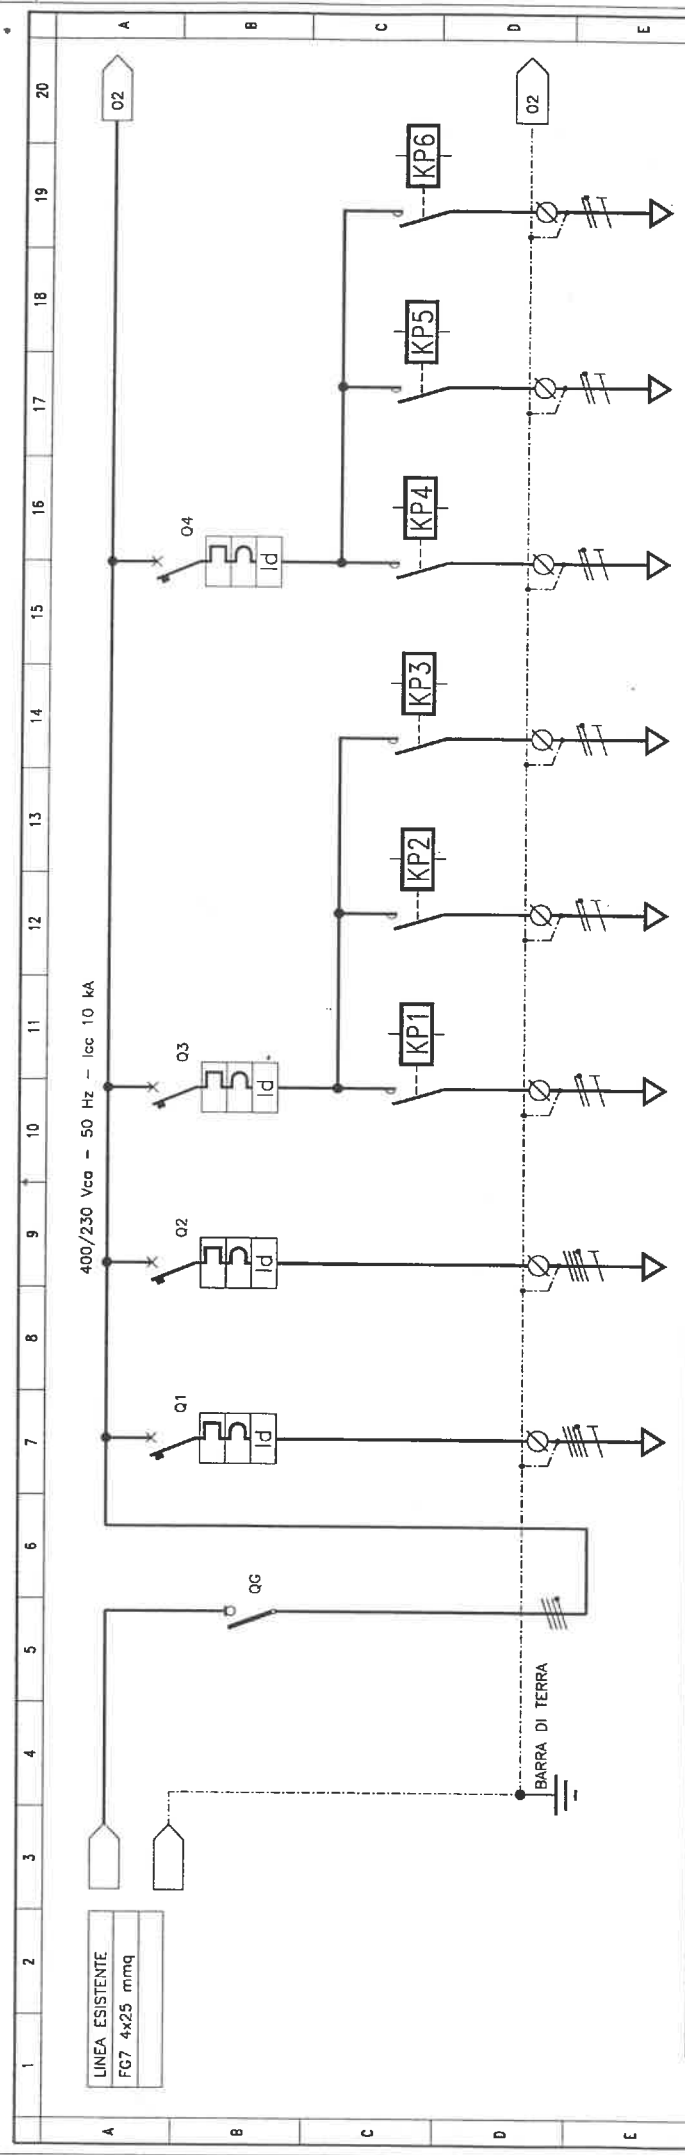 1 2 3 4 5 6 7 8 9 10 11 12 13 14 15 16 17 18 19 20
A
A
B
B
C
C
D
D
E
E
LINEA ESISTENTE
FG7 4x25 mmq
400/230 Vca - 50 Hz - Icc 10 kA
02
QG
Q1
Q2
Q3
Q4
Id
Id
Id
Id
KP1
KP2
KP3
KP4
KP5
KP6
BARRA DI TERRA
02
T
T
T
T
T
T
T
T